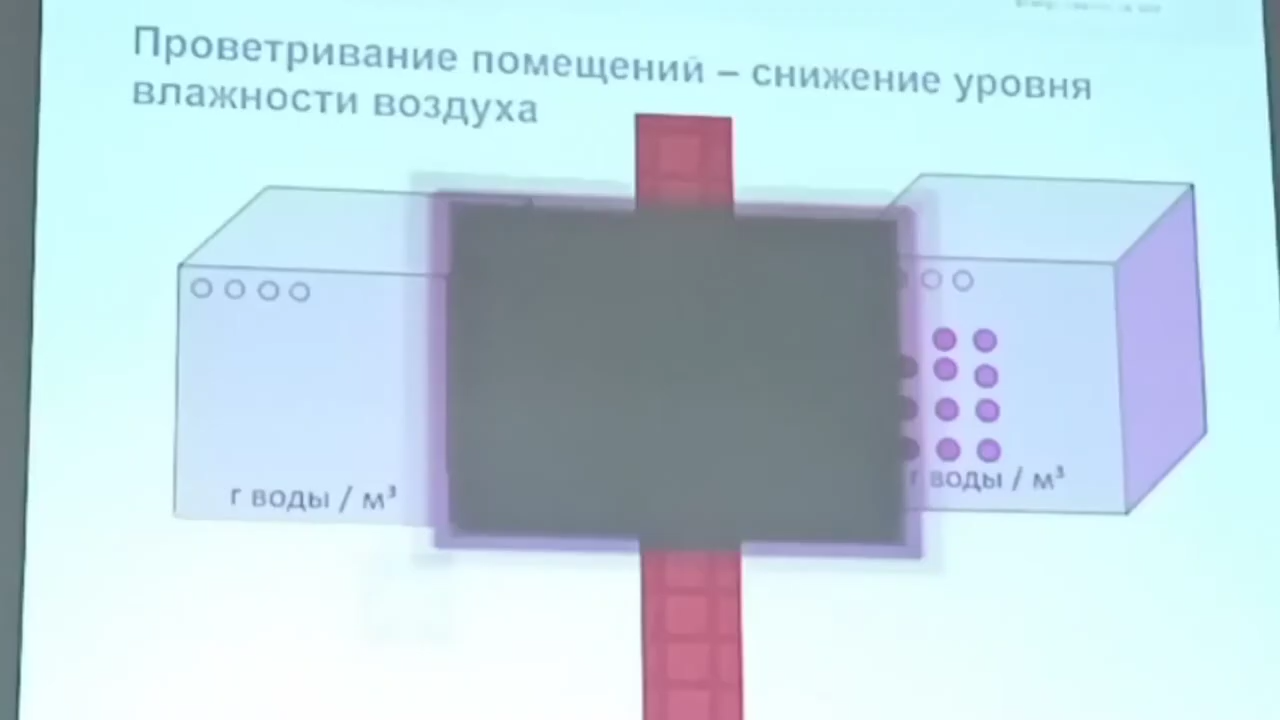 Проветривание помещений – снижение уровня
влажности воздуха
г воды / м³
г воды / м³